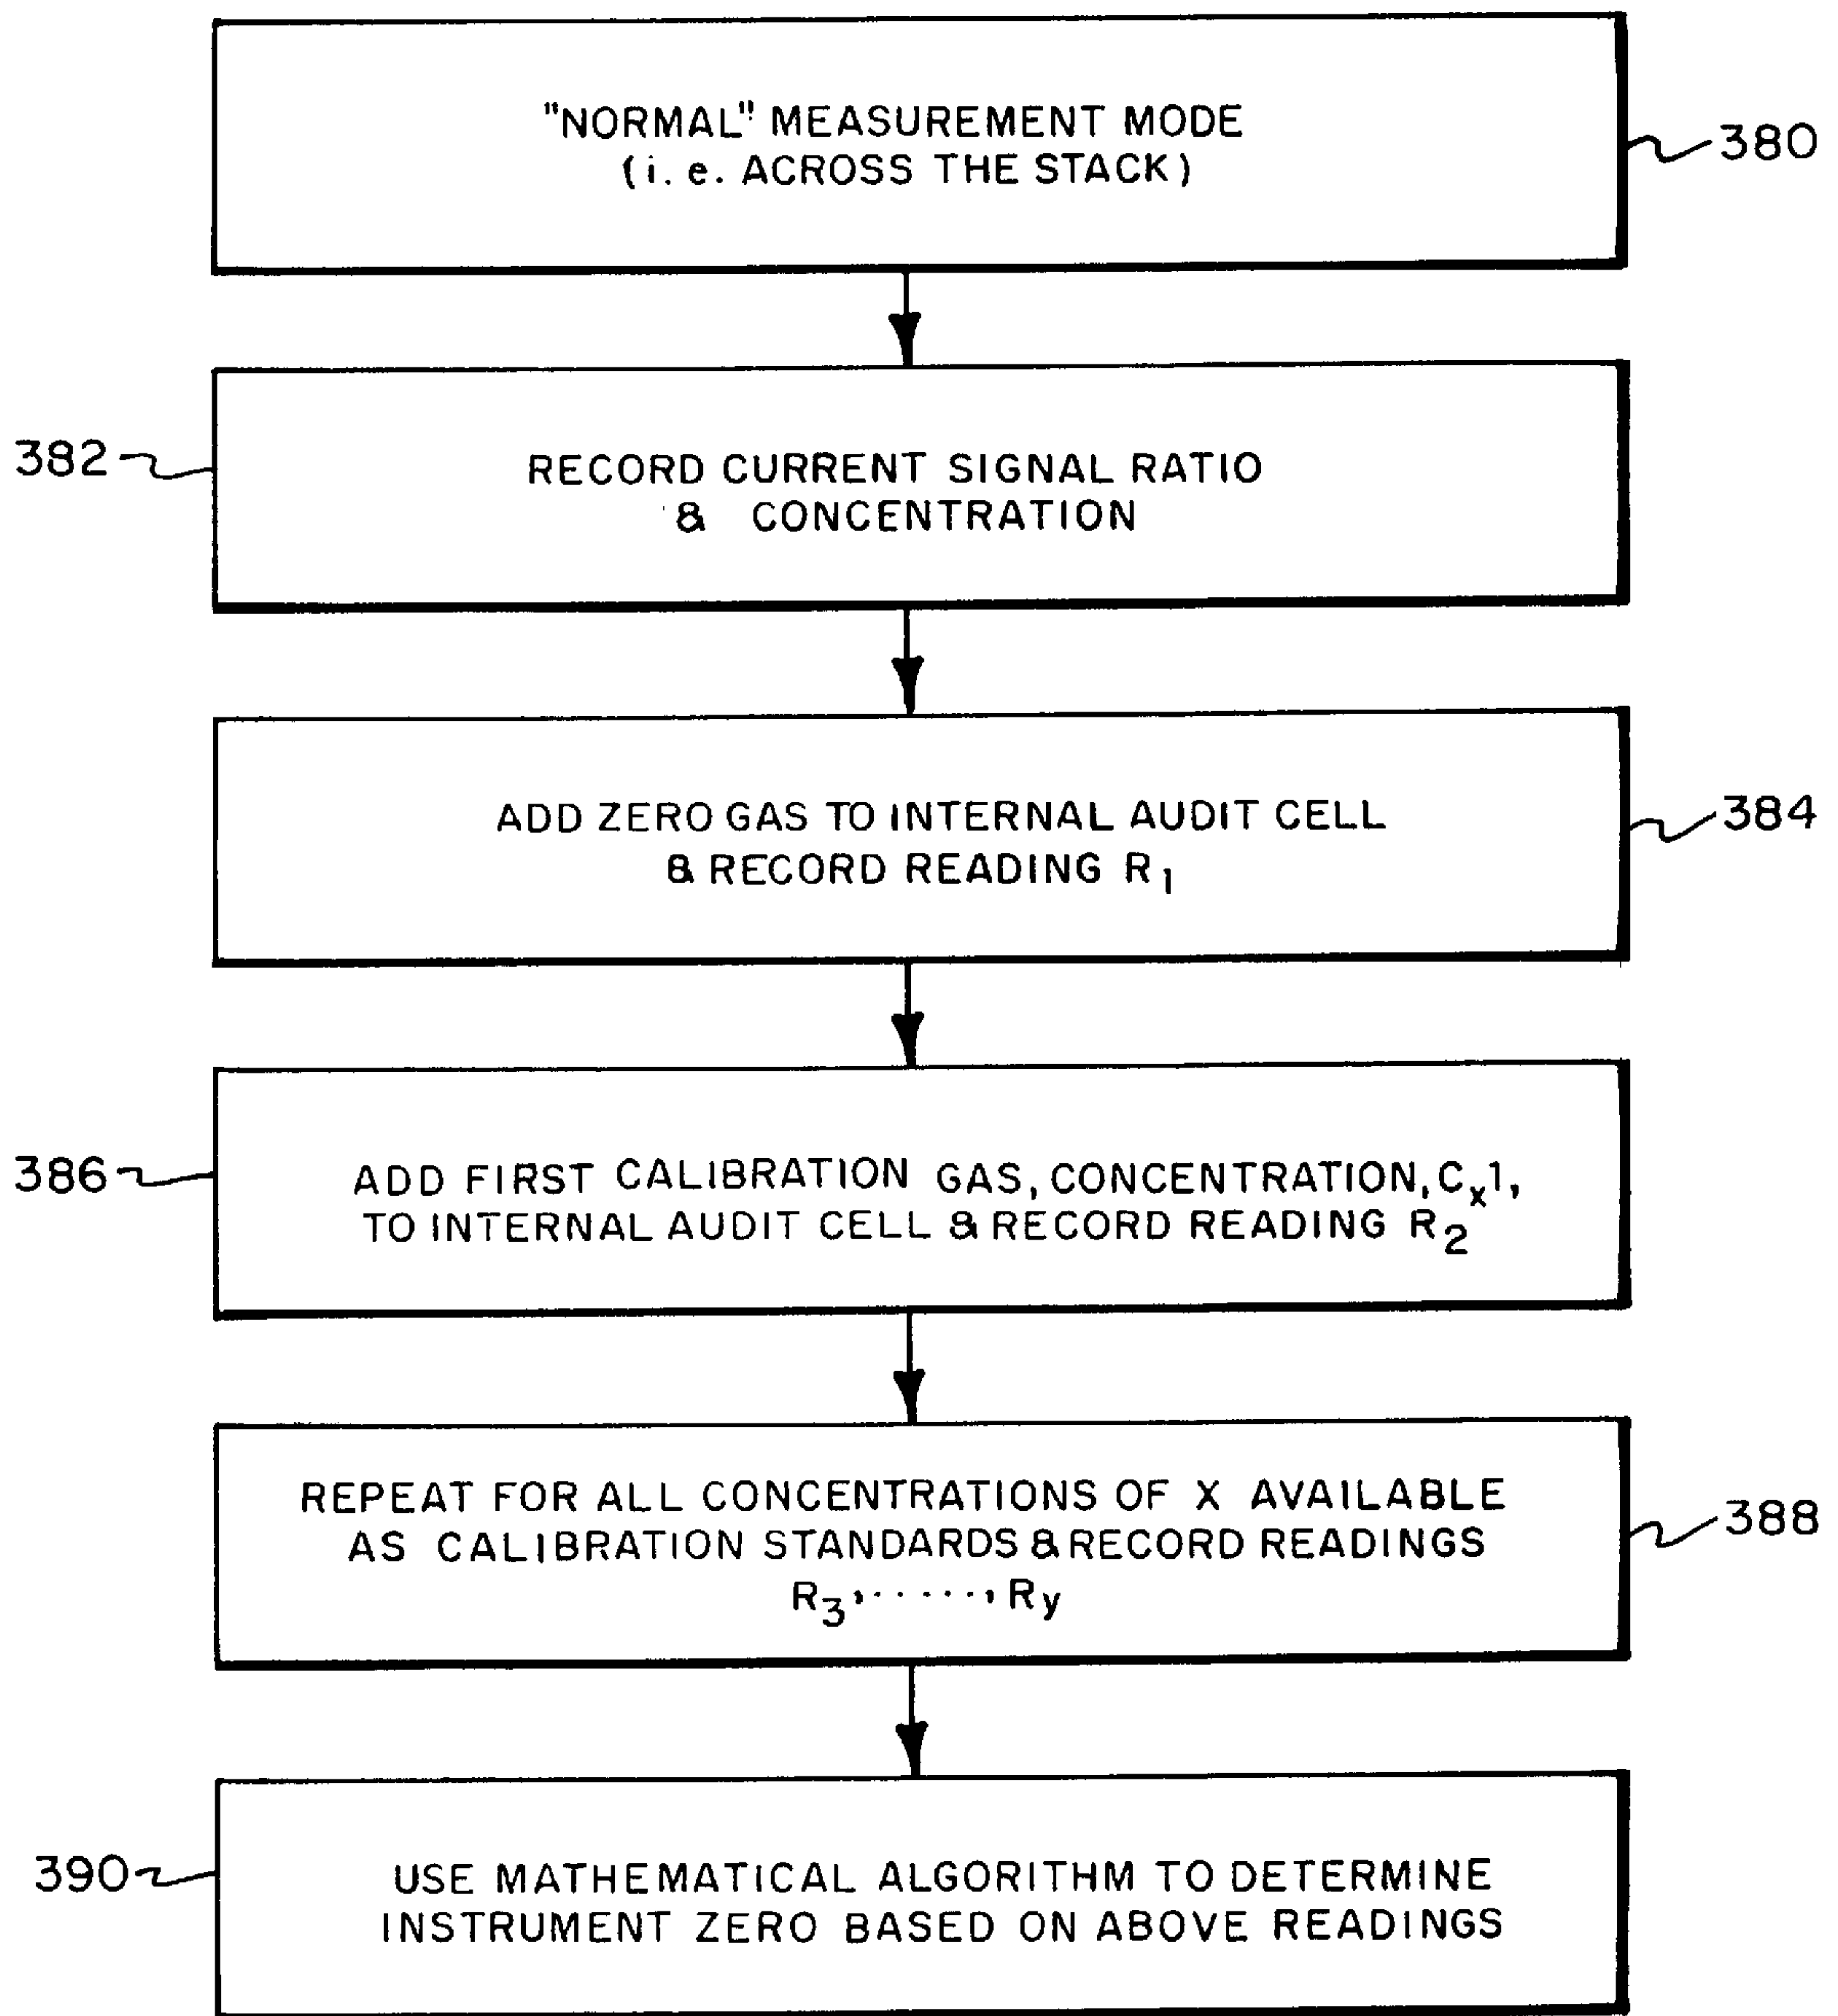 "NORMAL" MEASUREMENT MODE
(i. e. ACROSS THE STACK)
380
382
RECORD CURRENT SIGNAL RATIO
& CONCENTRATION
ADD ZERO GAS TO INTERNAL AUDIT CELL
& RECORD READING R₁
384
386
ADD FIRST CALIBRATION GAS, CONCENTRATION, Cₓ1,
TO INTERNAL AUDIT CELL & RECORD READING R₂
REPEAT FOR ALL CONCENTRATIONS OF X AVAILABLE
AS CALIBRATION STANDARDS & RECORD READINGS
R₃,·····, Ry
388
390
USE MATHEMATICAL ALGORITHM TO DETERMINE
INSTRUMENT ZERO BASED ON ABOVE READINGS